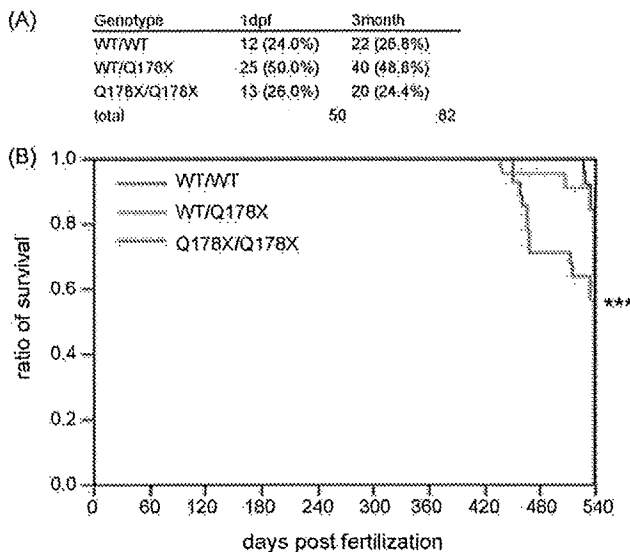 (A)
Genotype 1dpf 3month
WT/WT 12 (24.0%) 22 (26.8%)
WT/Q178X 25 (50.0%) 40 (48.8%)
Q178X/Q178X 13 (26.0%) 20 (24.4%)
total 50 82
(B)
1.0
0.8
0.6
0.4
0.2
0.0
ratio of survival
WT/WT
WT/Q178X
Q178X/Q178X
***
0 60 120 180 240 300 360 420 480 540
days post fertilization